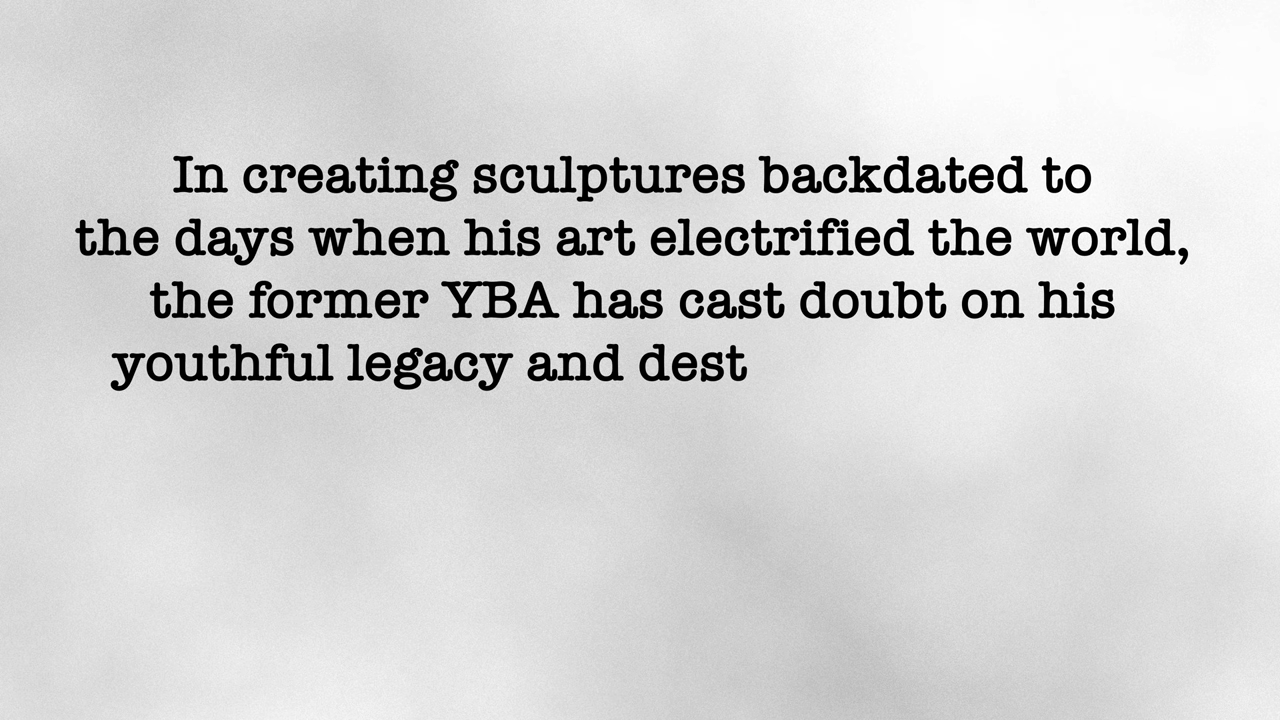 In creating sculptures backdated to
the days when his art electrified the world,
the former YBA has cast doubt on his
youthful legacy and dest